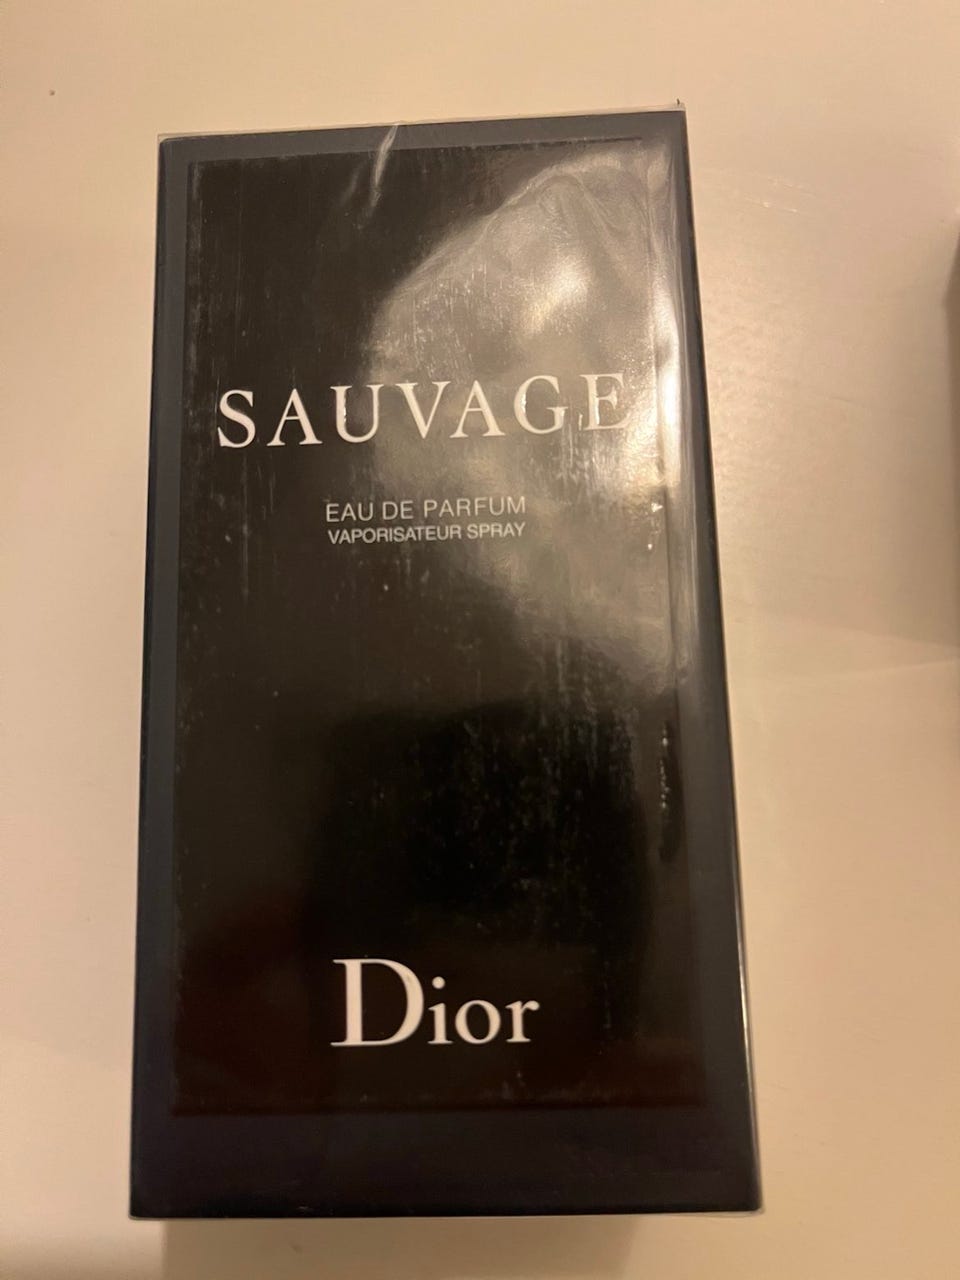 SAUVAGE
EAU DE PARFUM
VAPORISATEUR SPRAY
Dior